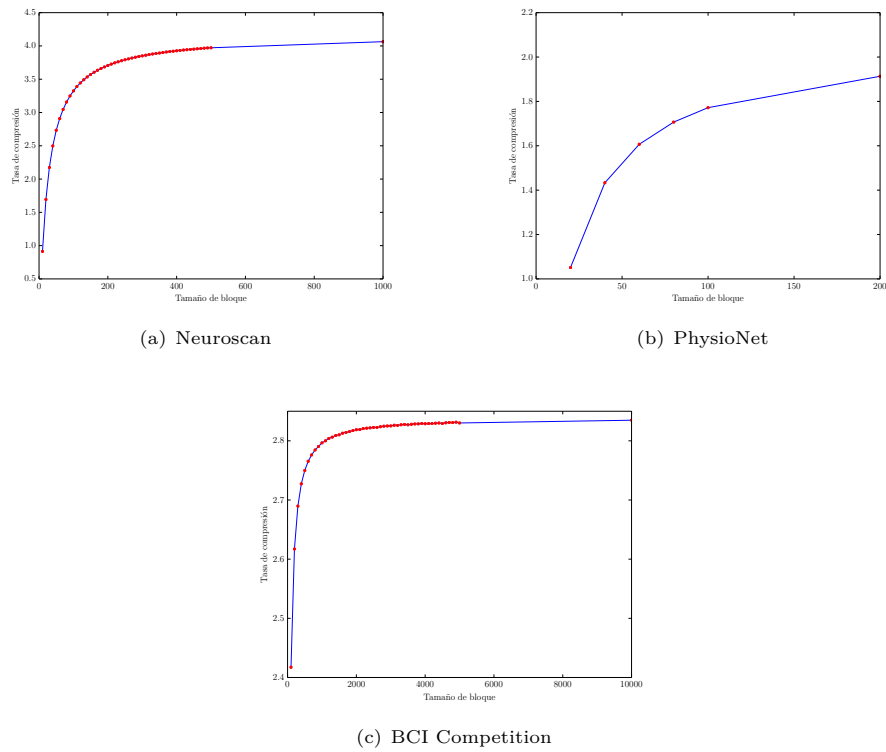 4.5
4.0
3.5
3.0
2.5
2.0
1.5
1.0
0.5
Tasa de compresión
0 200 400 600 800 1000
Tamaño de bloque
(a) Neuroscan
2.2
2.0
1.8
1.6
1.4
1.2
1.0
Tasa de compresión
0 50 100 150 200
Tamaño de bloque
(b) PhysioNet
2.8
2.7
2.6
2.5
2.4
Tasa de compresión
0 2000 4000 6000 8000 10000
Tamaño de bloque
(c) BCI Competition